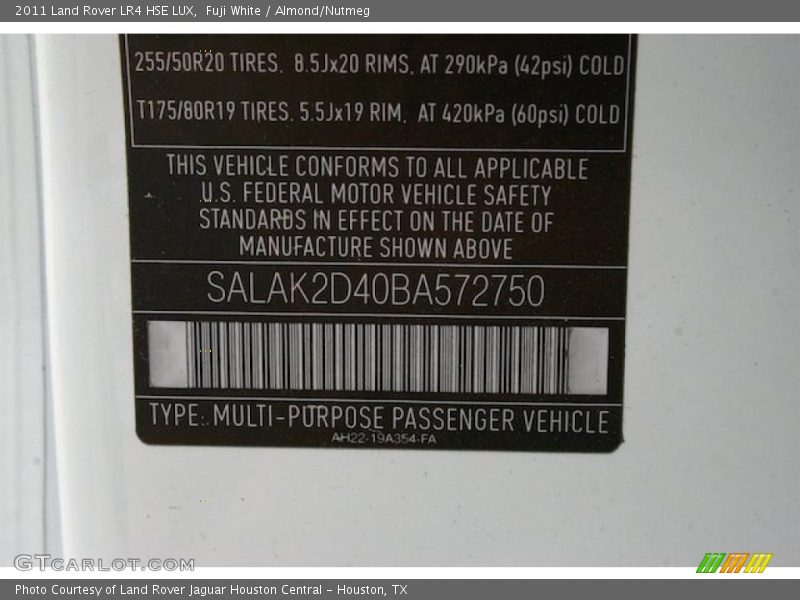 2011 Land Rover LR4 HSE LUX,  Fuji White / Almond/Nutmeg
255/50R20 TIRES, 8.5Jx20 RIMS, AT 290kPa (42psi) COLD
T175/80R19 TIRES. 5.5Jx19 RIM, AT 420kPa (60psi) COLD
THIS VEHICLE CONFORMS TO ALL APPLICABLE
U.S. FEDERAL MOTOR VEHICLE SAFETY
STANDARDS IN EFFECT ON THE DATE OF
MANUFACTURE SHOWN ABOVE
SALAK2D40BA572750
TYPE: MULTI-PURPOSE PASSENGER VEHICLE
AH22-19A354-FA
GTCARLOT.COM
Photo Courtesy of Land Rover Jaguar Houston Central - Houston, TX